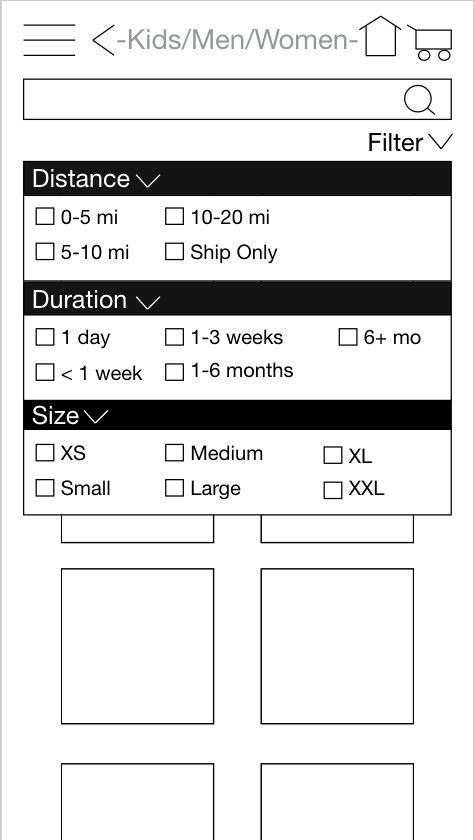 -Kids/Men/Women-
Filter
Distance
0-5 mi 10-20 mi
5-10 mi Ship Only
Duration
1 day 1-3 weeks 6+ mo
< 1 week 1-6 months
Size
XS Medium XL
Small Large XXL